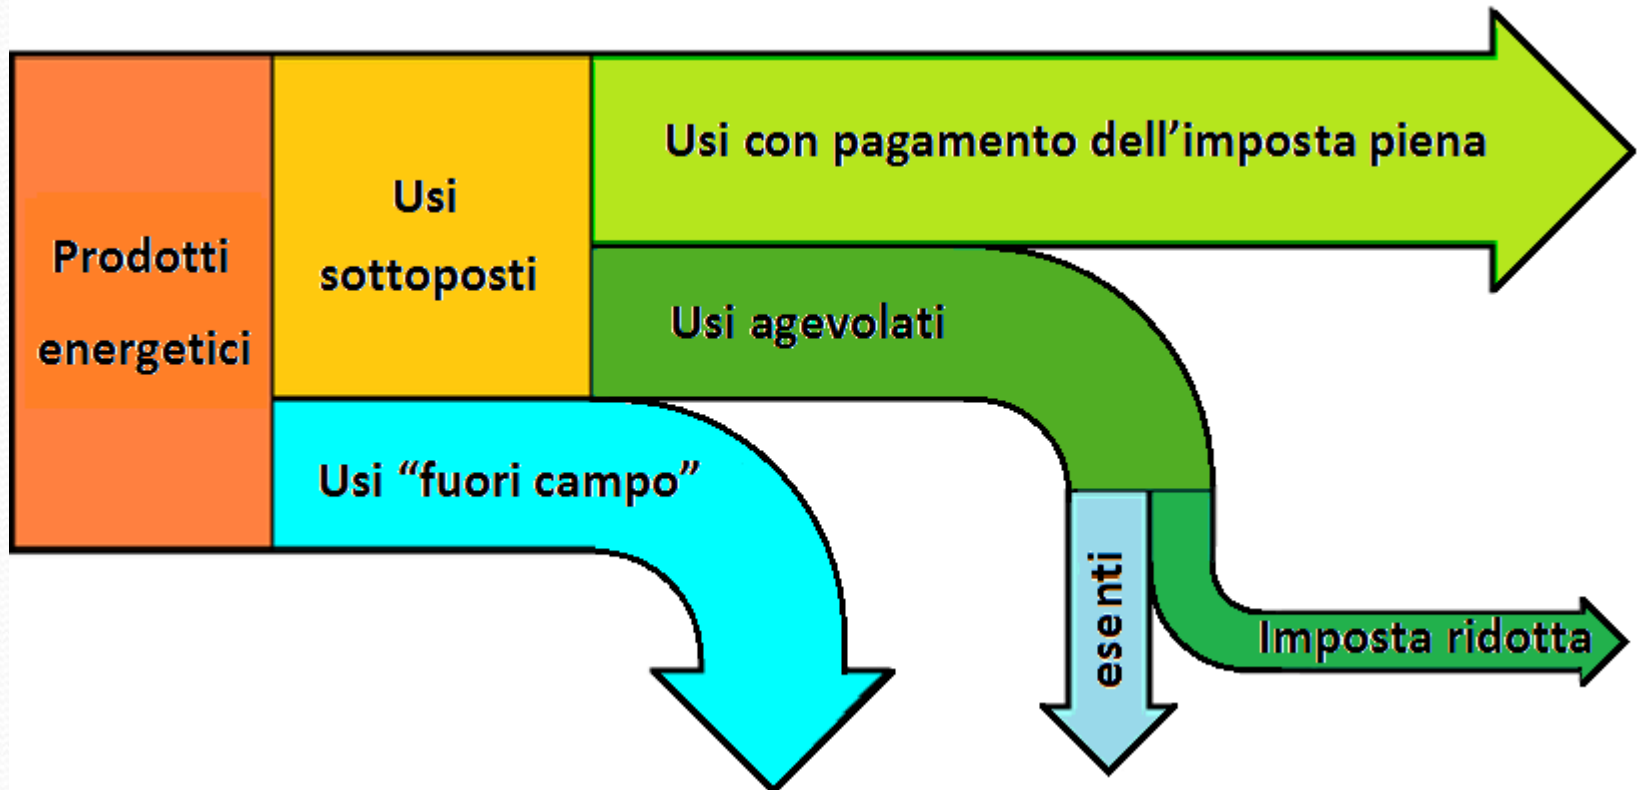 Prodotti
energetici
Usi
sottoposti
Usi con pagamento dell’imposta piena
Usi agevolati
Usi “fuori campo”
esenti
Imposta ridotta